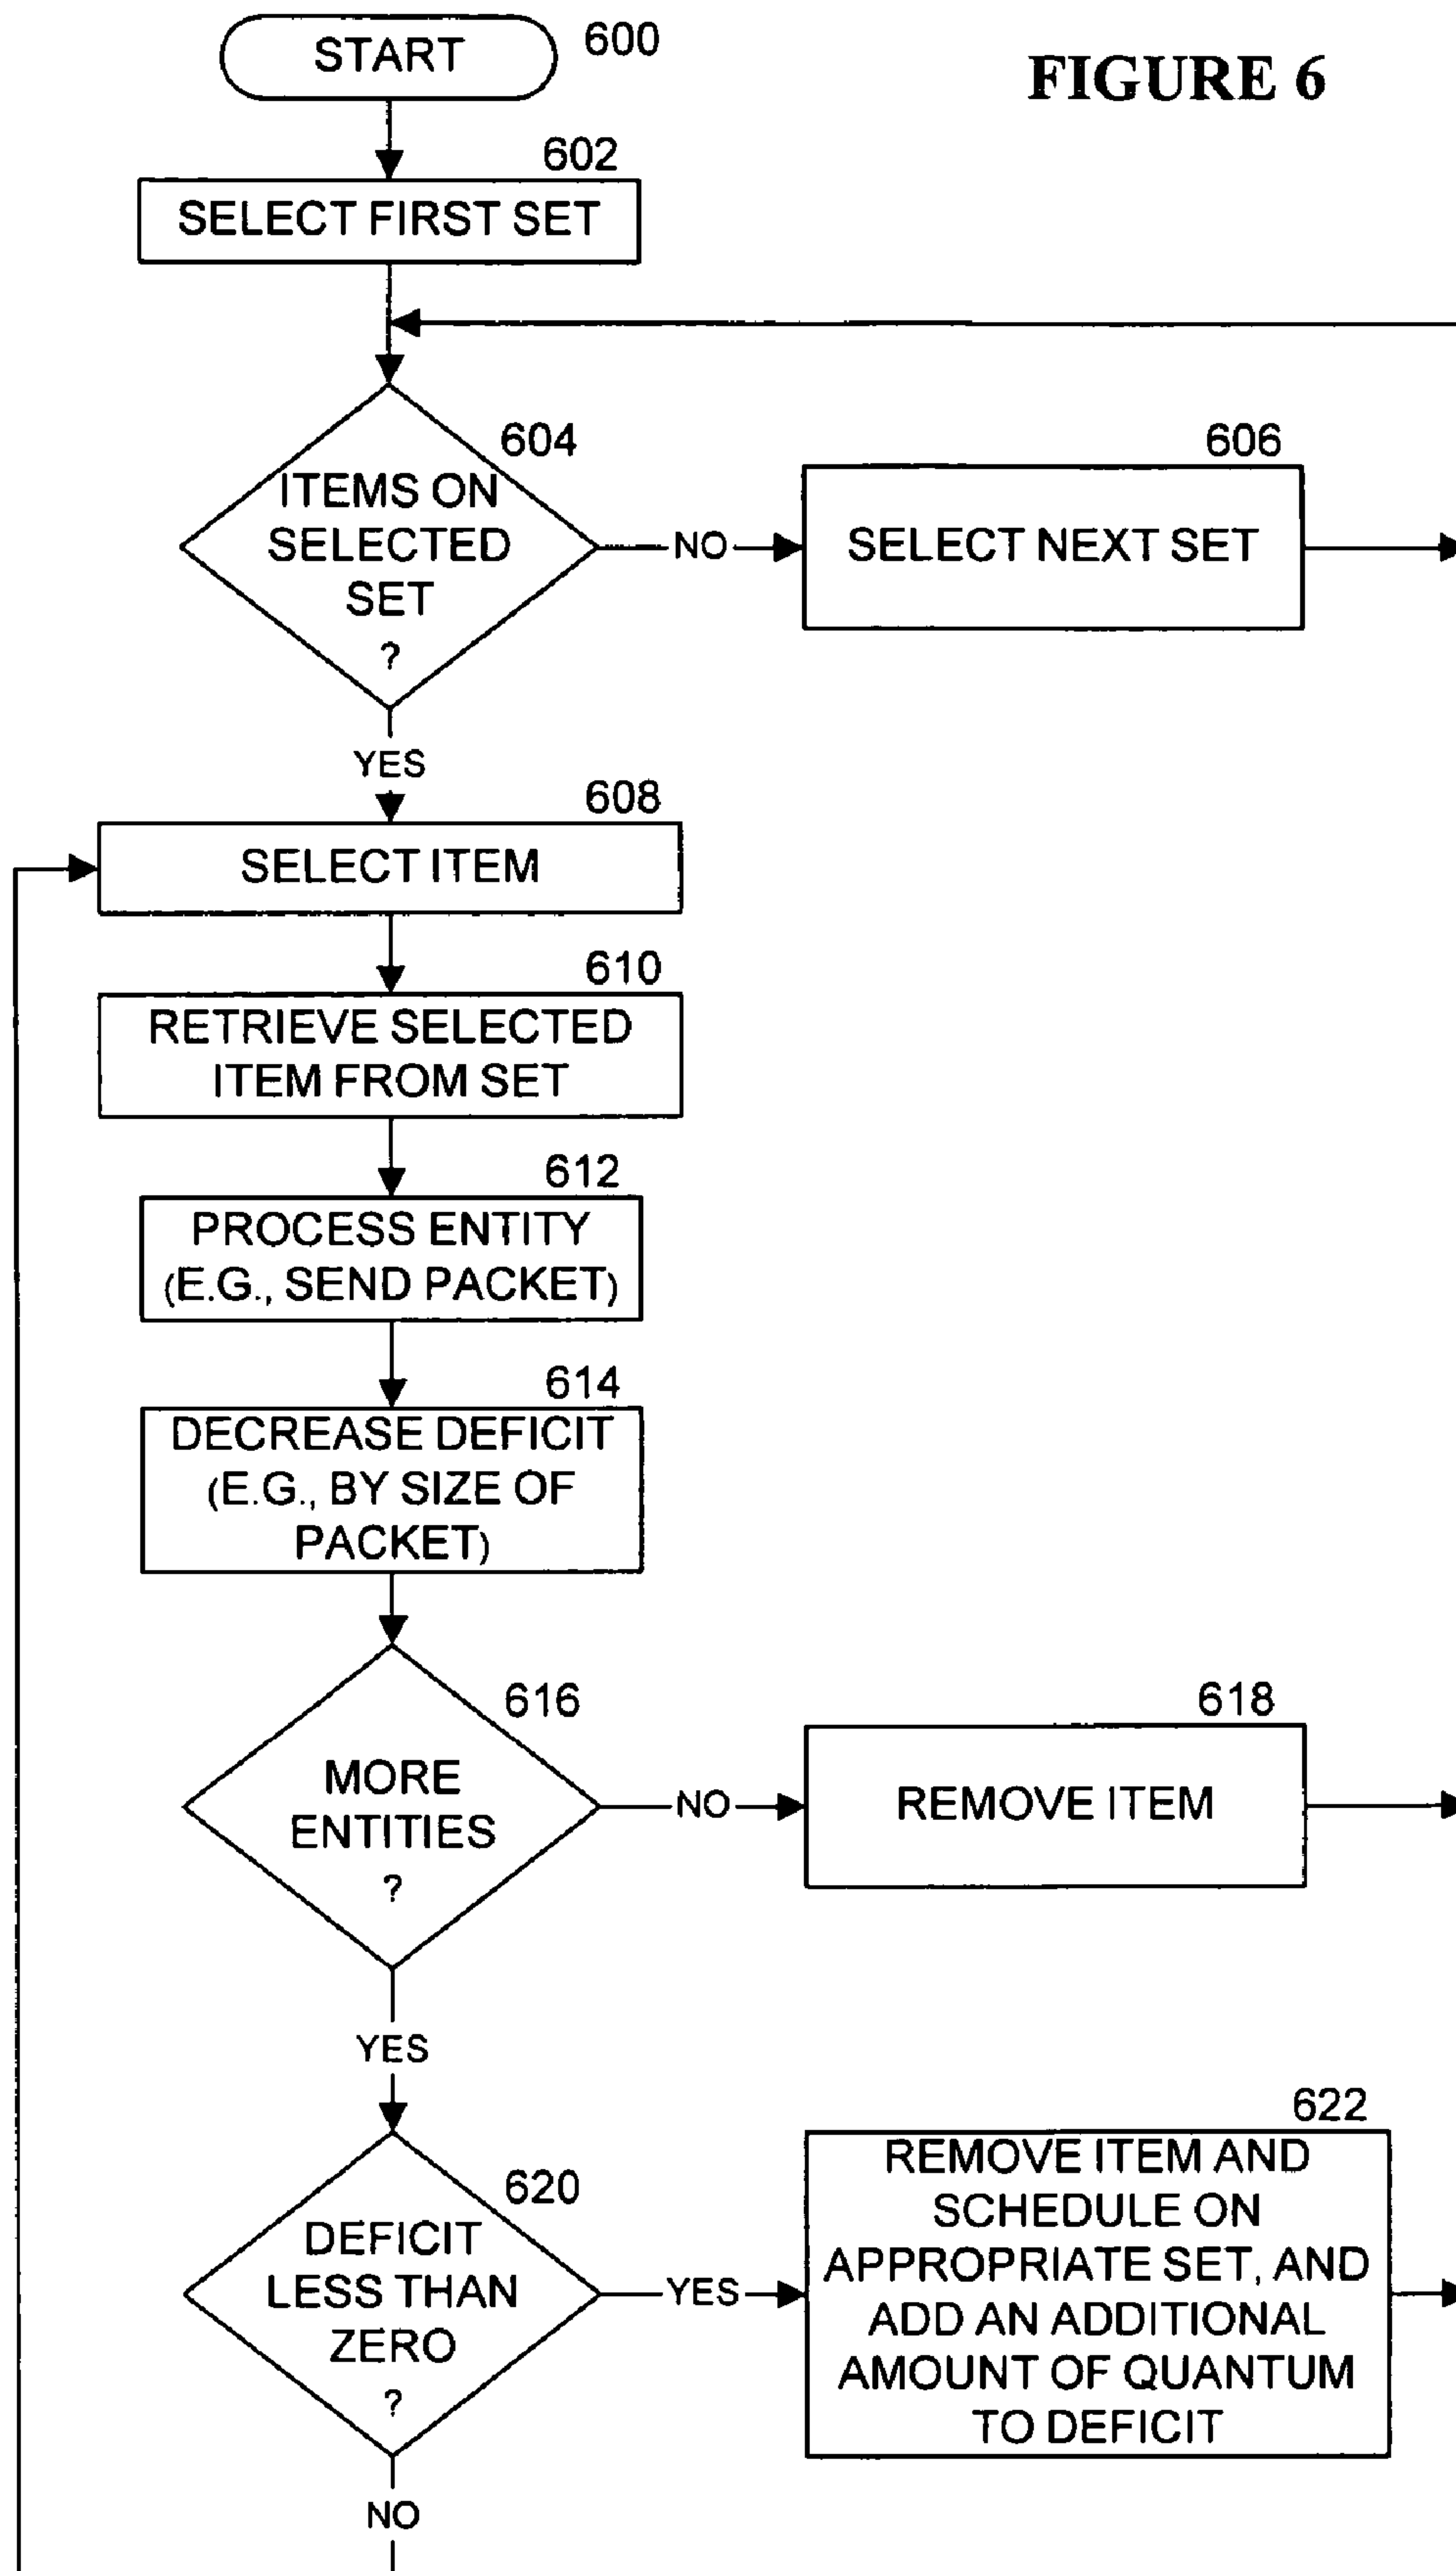 START
600
FIGURE 6
602
SELECT FIRST SET
604
ITEMS ON
SELECTED
SET
?
NO
606
SELECT NEXT SET
YES
608
SELECT ITEM
610
RETRIEVE SELECTED
ITEM FROM SET
612
PROCESS ENTITY
(E.G., SEND PACKET)
614
DECREASE DEFICIT
(E.G., BY SIZE OF
PACKET)
616
MORE
ENTITIES
?
NO
618
REMOVE ITEM
YES
620
DEFICIT
LESS THAN
ZERO
?
YES
622
REMOVE ITEM AND
SCHEDULE ON
APPROPRIATE SET, AND
ADD AN ADDITIONAL
AMOUNT OF QUANTUM
TO DEFICIT
NO